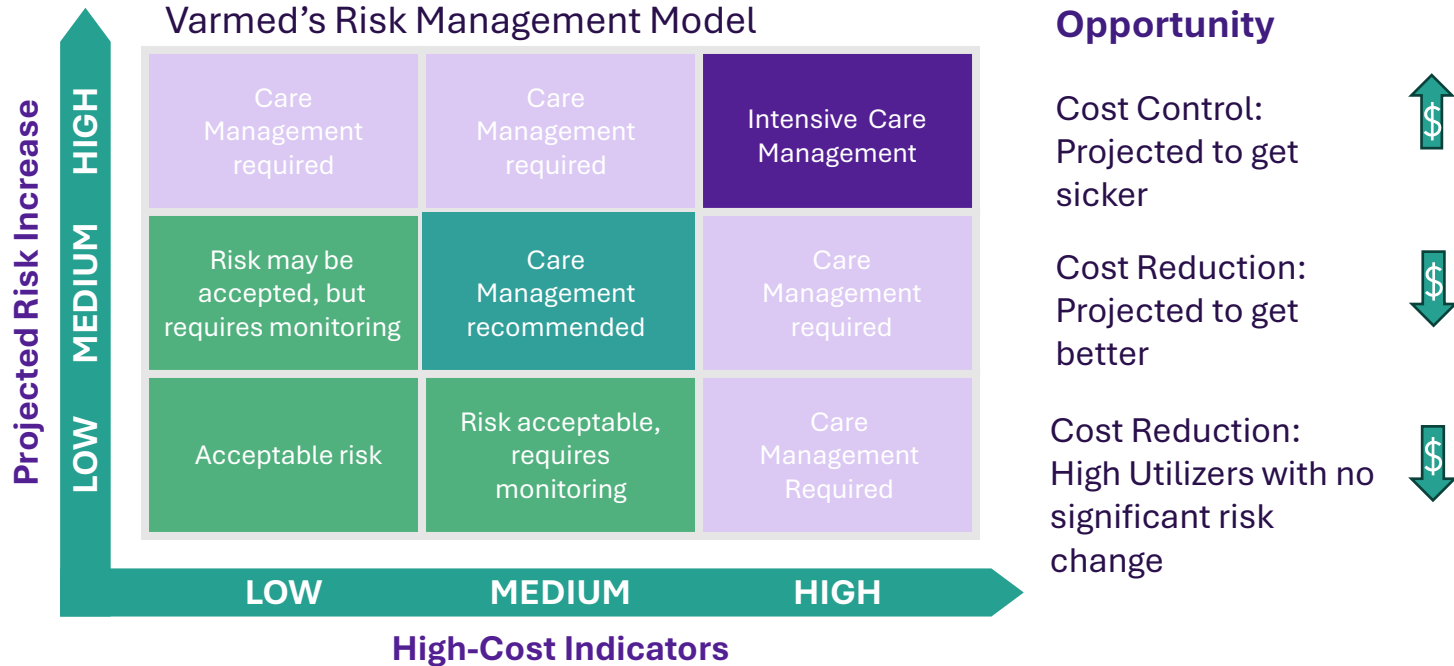 Varmed's Risk Management Model
Projected Risk Increase
HIGH
MEDIUM
LOW
Care
Management
required
Care
Management
required
Intensive Care
Management
Risk may be
accepted, but
requires monitoring
Care
Management
recommended
Care
Management
required
Acceptable risk
Risk acceptable,
requires
monitoring
Care
Management
Required
LOW
MEDIUM
HIGH
High-Cost Indicators
Opportunity
Cost Control:
Projected to get
sicker
$
Cost Reduction:
Projected to get
better
$
Cost Reduction:
High Utilizers with no
significant risk
change
$